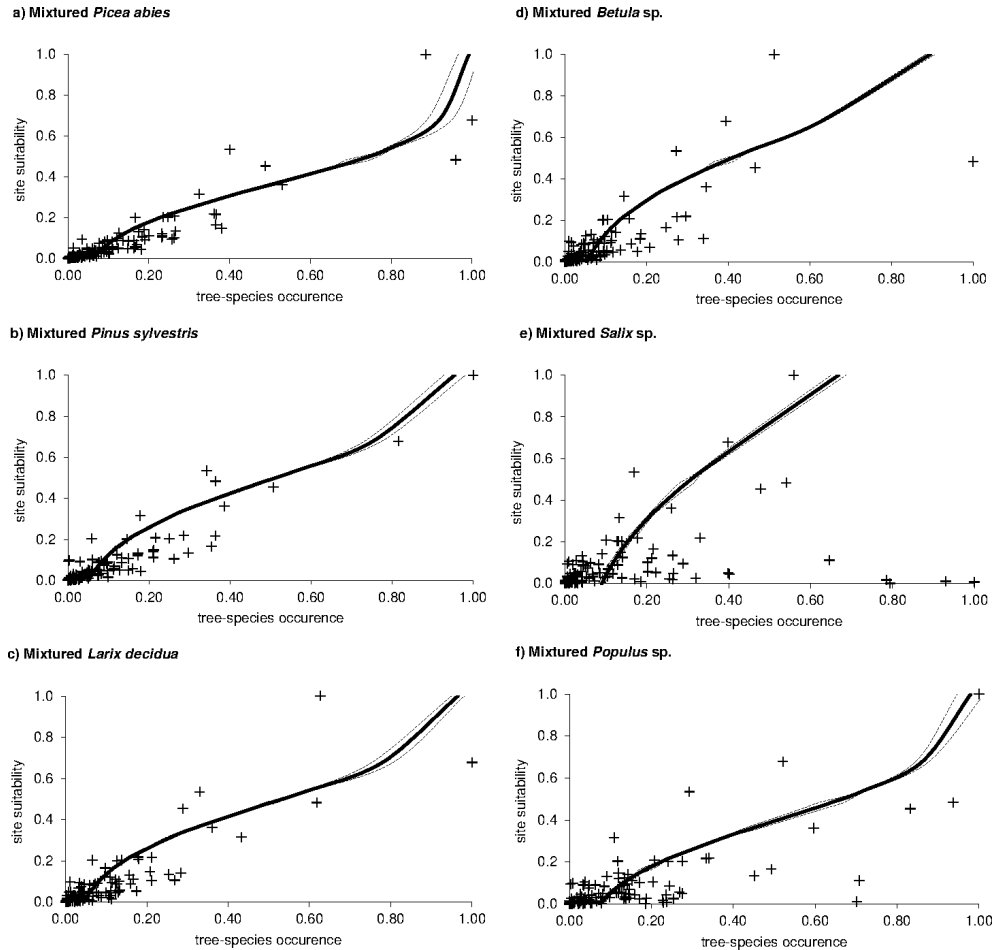 a) Mixtured Picea abies
1.0
0.8
0.6
0.4
0.2
0.0
site suitability
0.00 0.20 0.40 0.60 0.80 1.00
tree-species occurence
b) Mixtured Pinus sylvestris
1.0
0.8
0.6
0.4
0.2
0.0
site suitability
0.00 0.20 0.40 0.60 0.80 1.00
tree-species occurence
c) Mixtured Larix decidua
1.0
0.8
0.6
0.4
0.2
0.0
site suitability
0.00 0.20 0.40 0.60 0.80 1.00
tree-species occurence
d) Mixtured Betula sp.
1.0
0.8
0.6
0.4
0.2
0.0
site suitability
0.00 0.20 0.40 0.60 0.80 1.00
tree-species occurence
e) Mixtured Salix sp.
1.0
0.8
0.6
0.4
0.2
0.0
site suitability
0.00 0.20 0.40 0.60 0.80 1.00
tree-species occurence
f) Mixtured Populus sp.
1.0
0.8
0.6
0.4
0.2
0.0
site suitability
0.00 0.20 0.40 0.60 0.80 1.00
tree-species occurence